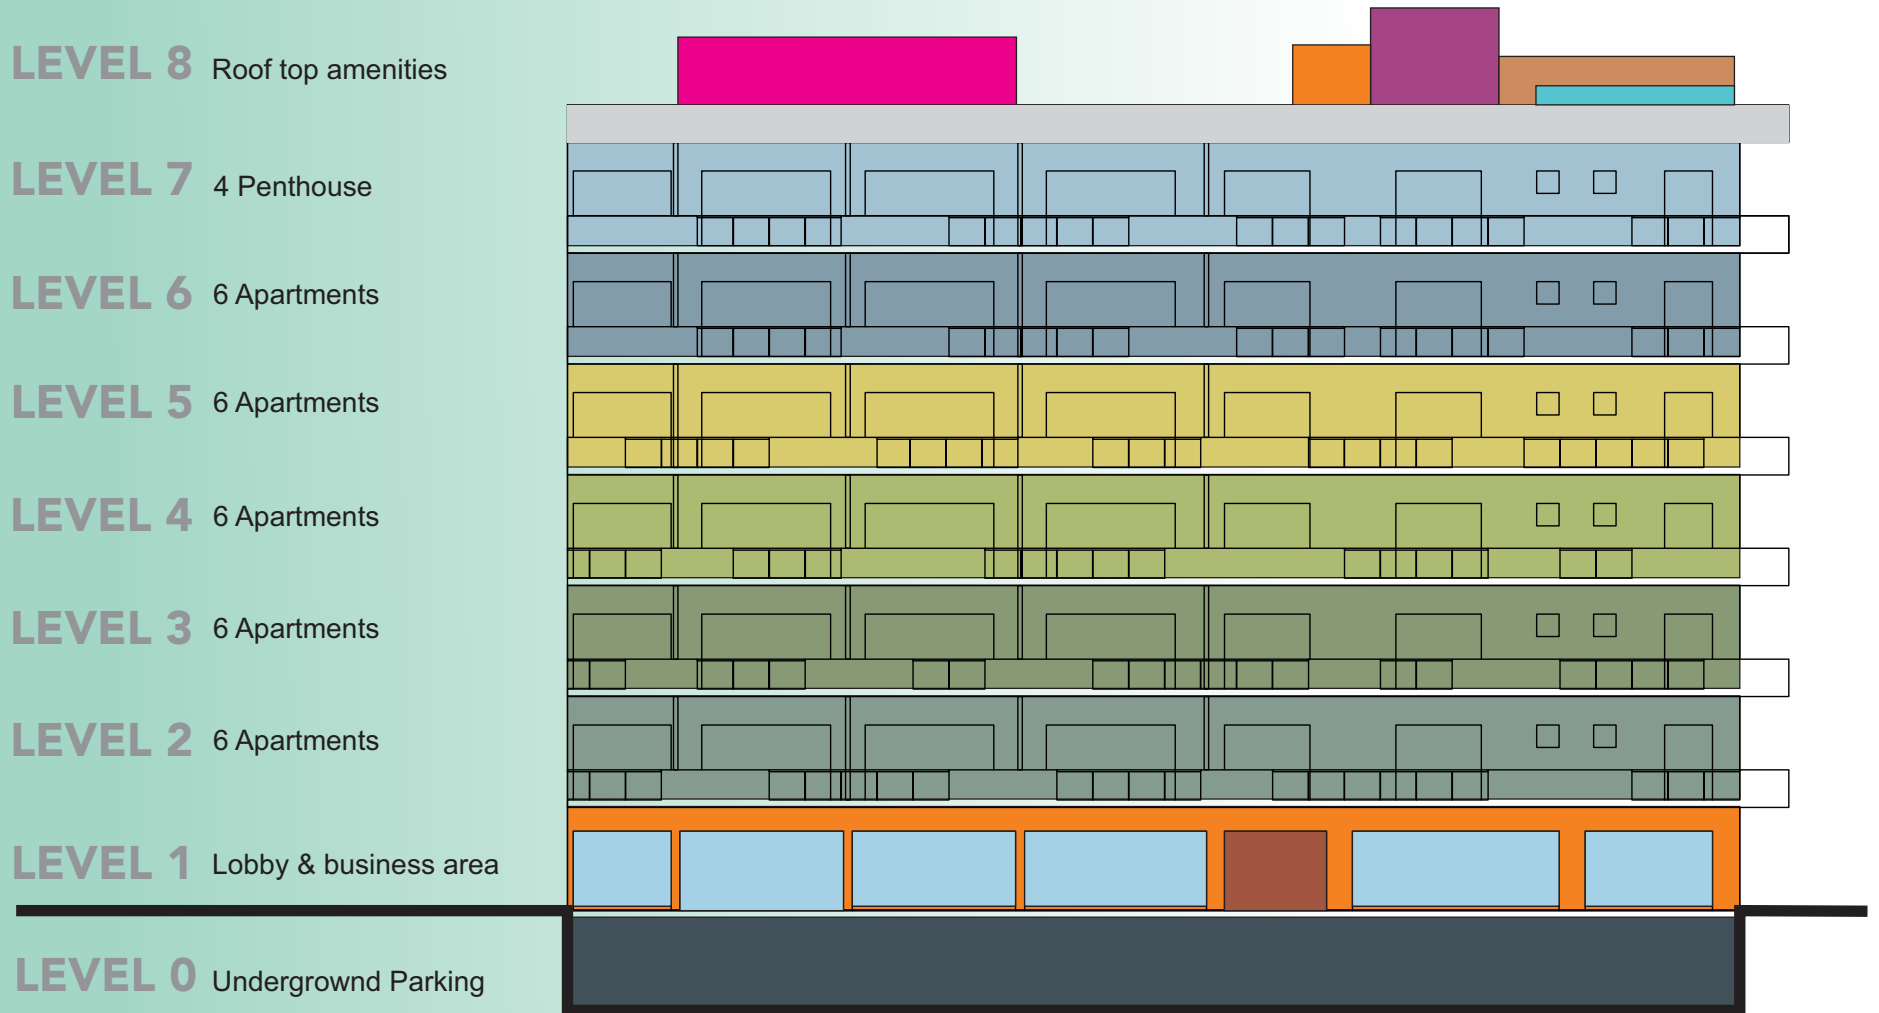 LEVEL 8 Roof top amenities
LEVEL 7 4 Penthouse
LEVEL 6 6 Apartments
LEVEL 5 6 Apartments
LEVEL 4 6 Apartments
LEVEL 3 6 Apartments
LEVEL 2 6 Apartments
LEVEL 1 Lobby & business area
LEVEL 0 Undergrownd Parking